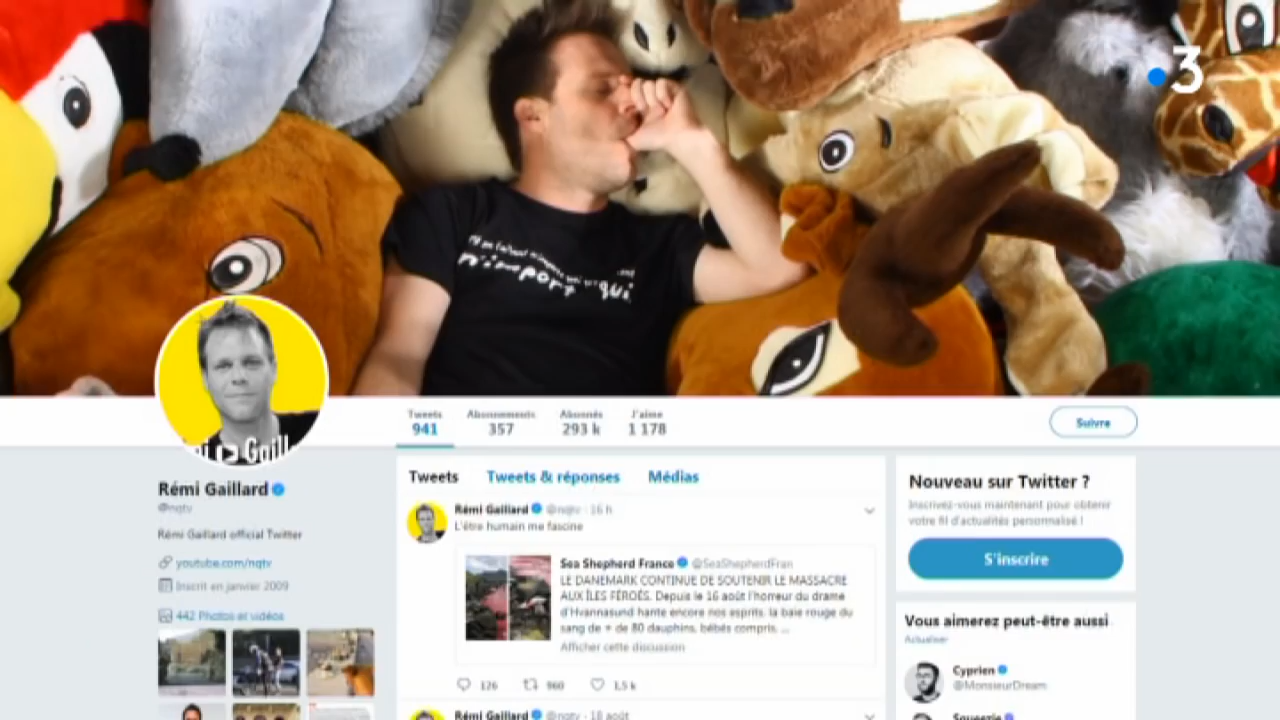 3
n'import qui
Tweets Abonnements Abonnés J'aime
941 357 293 k 1 178
Suivre
Rémi Gaillard
@nqtv
Rémi Gaillard official Twitter
youtube.com/nqtv
Inscrit en janvier 2009
442 Photos et vidéos
Tweets Tweets & réponses Médias
Rémi Gaillard @nqtv · 16 h
L'être humain me fascine
Sea Shepherd France @SeaShepherdFran
LE DANEMARK CONTINUE DE SOUTENIR LE MASSACRE
AUX ÎLES FÉROÉS. Depuis le 16 août l'horreur du drame
d'Hvannasund hante encore nos esprits, la baie rouge du
sang de + de 80 dauphins, bébés compris. ...
Afficher cette discussion
126 960 1,5 k
Rémi Gaillard @nqtv · 18 août
Nouveau sur Twitter ?
Inscrivez-vous maintenant pour obtenir
votre fil d'actualités personnalisé !
S'inscrire
Vous aimerez peut-être aussi
Actualiser
Cyprien
@MonsieurDream
Squeezie